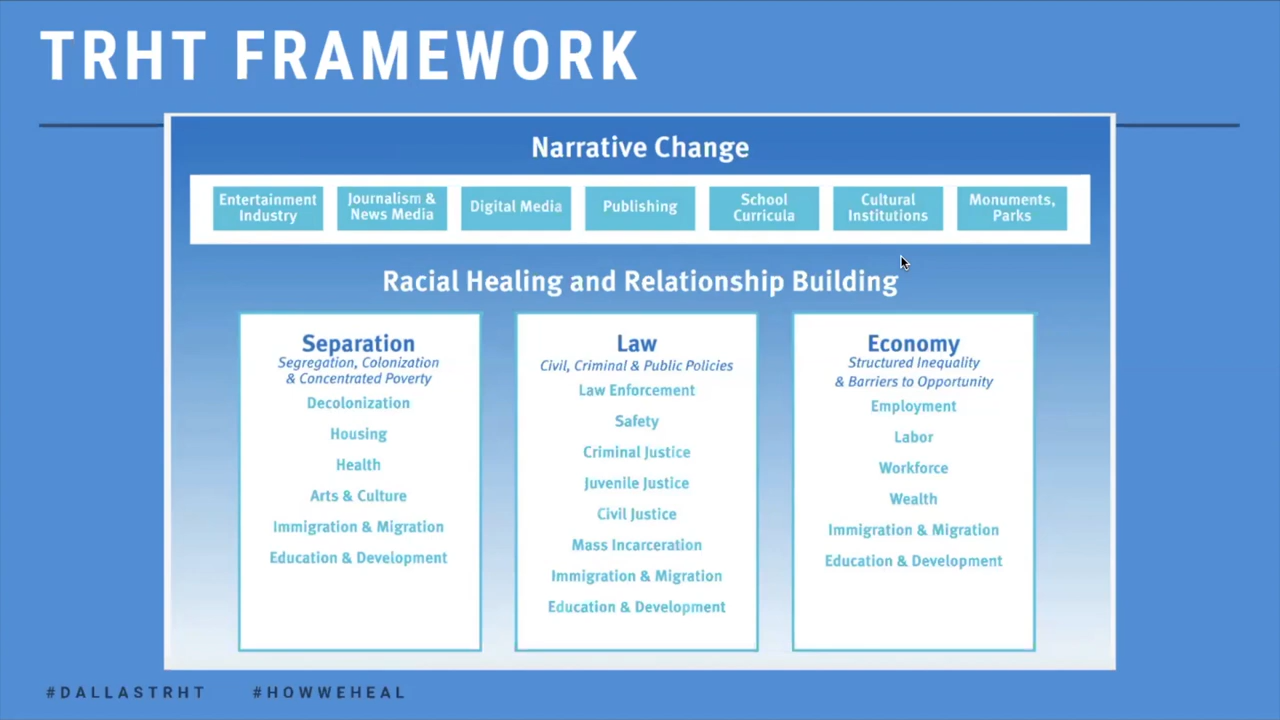 TRHT FRAMEWORK
Narrative Change
Entertainment
Industry
Journalism &
News Media
Digital Media
Publishing
School
Curricula
Cultural
Institutions
Monuments,
Parks
Racial Healing and Relationship Building
Separation
Segregation, Colonization
& Concentrated Poverty
Decolonization
Housing
Health
Arts & Culture
Immigration & Migration
Education & Development
Law
Civil, Criminal & Public Policies
Law Enforcement
Safety
Criminal Justice
Juvenile Justice
Civil Justice
Mass Incarceration
Immigration & Migration
Education & Development
Economy
Structured Inequality
& Barriers to Opportunity
Employment
Labor
Workforce
Wealth
Immigration & Migration
Education & Development
#DALLASTRHT #HOWWEHEAL